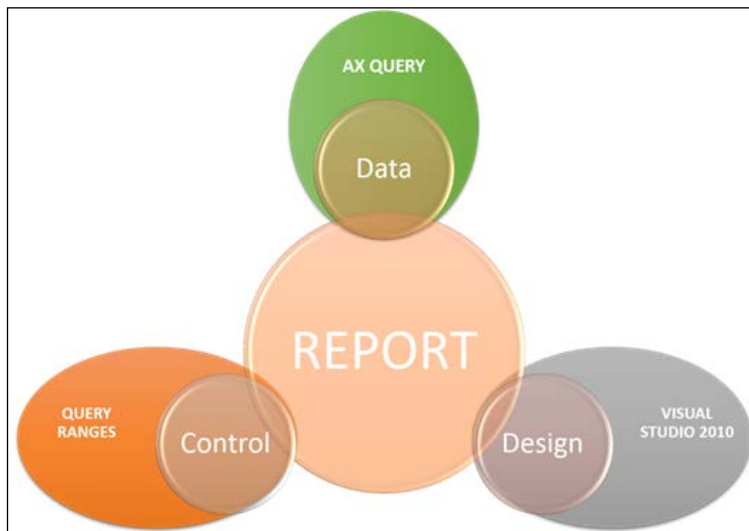 AX QUERY
Data
REPORT
QUERY
RANGES
Control
Design
VISUAL
STUDIO 2010